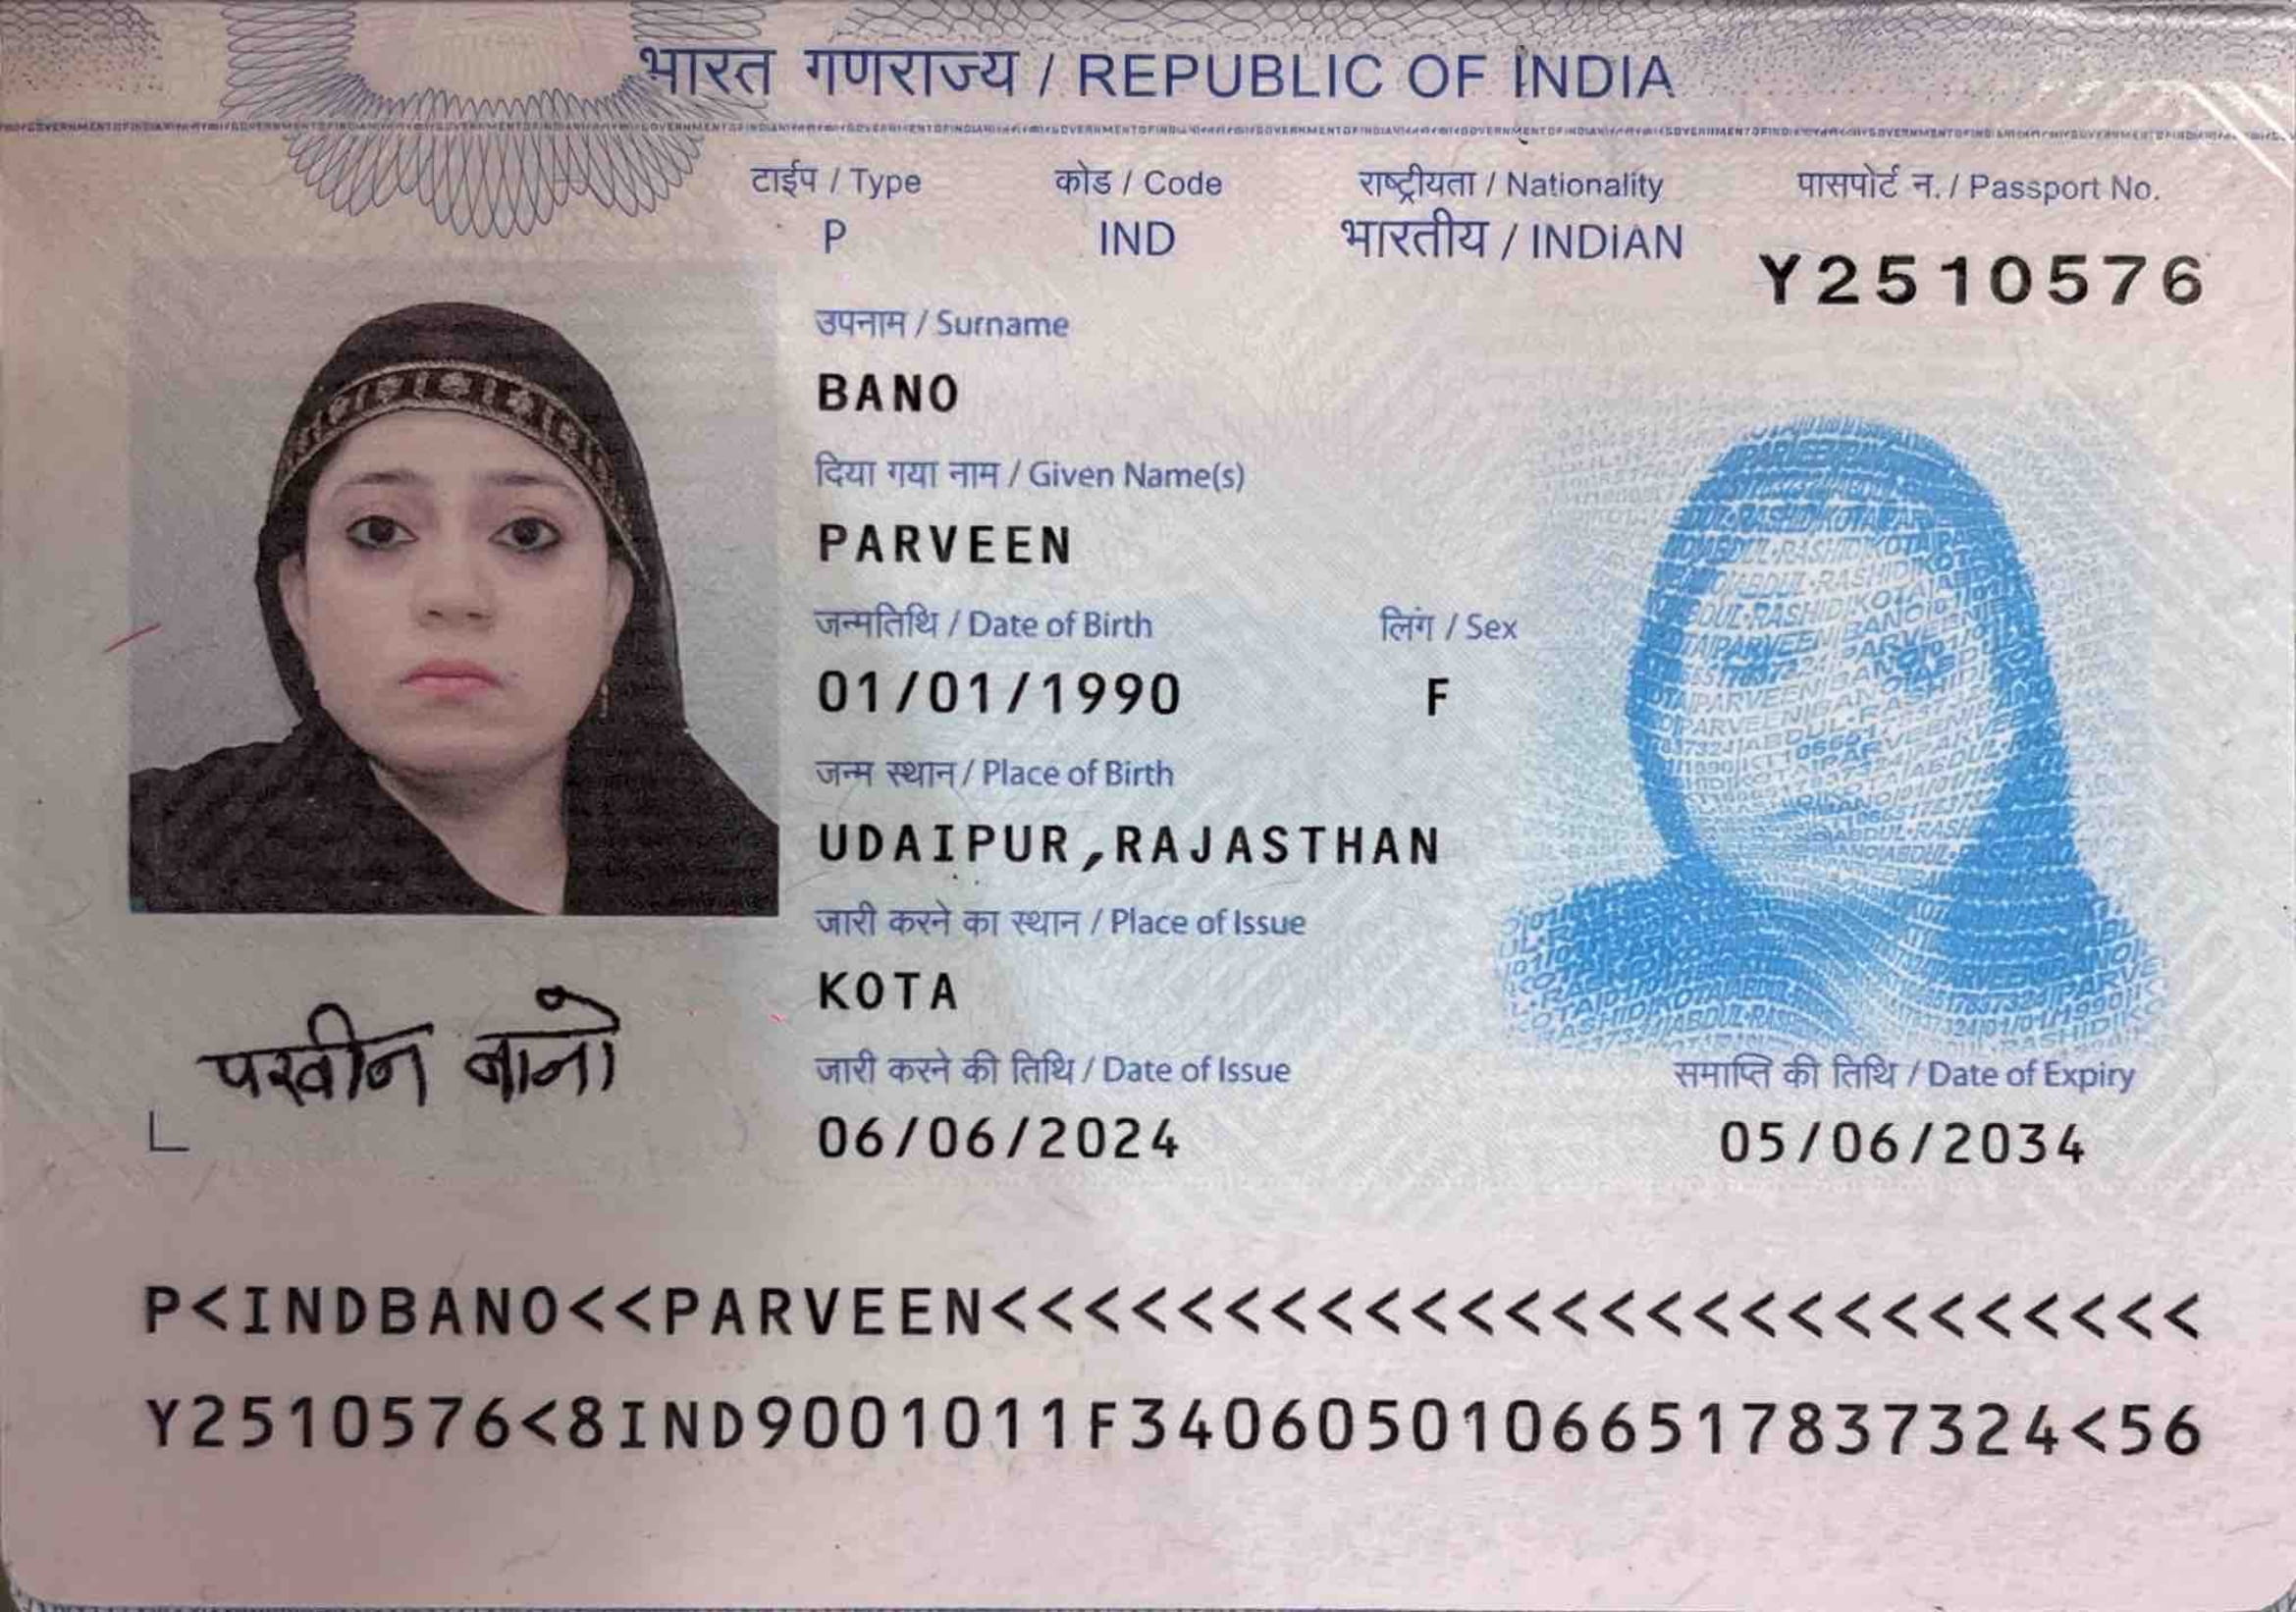 भारत गणराज्य / REPUBLIC OF INDIA
टाईप / Type कोड / Code राष्ट्रीयता / Nationality पासपोर्ट न. / Passport No.
P IND भारतीय / INDIAN Y2510576
उपनाम / Surname
BANO
दिया गया नाम / Given Name(s)
PARVEEN
जन्मतिथि / Date of Birth लिंग / Sex
01/01/1990 F
जन्म स्थान / Place of Birth
UDAIPUR,RAJASTHAN
जारी करने का स्थान / Place of Issue
KOTA
परवीन बानो
जारी करने की तिथि / Date of Issue समाप्ति की तिथि / Date of Expiry
06/06/2024 05/06/2034
P<INDBANO<<PARVEEN<<<<<<<<<<<<<<<<<<<<<<<<<<
Y2510576<8IND9001011F34060501066517837324<56